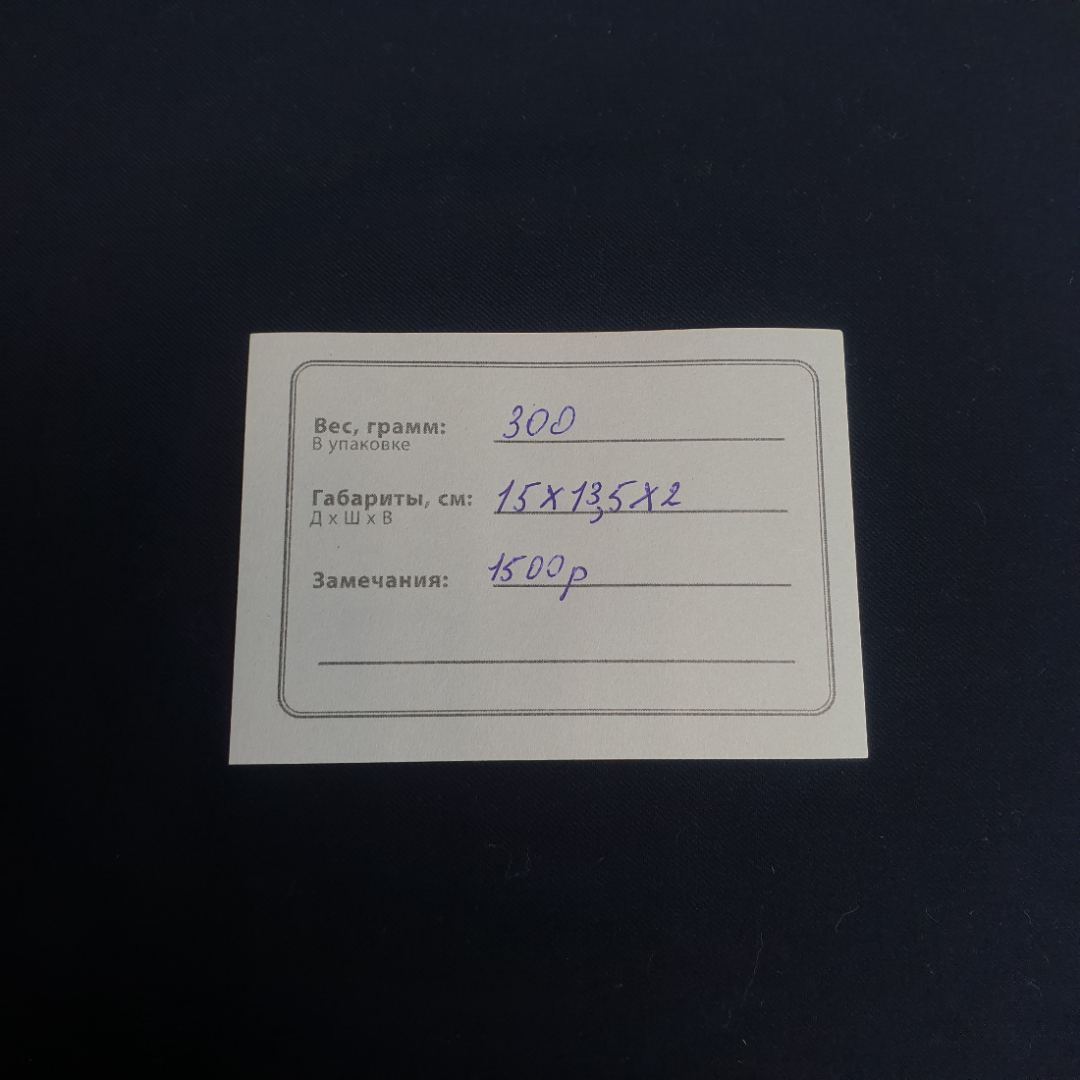 Вес, грамм: 300
В упаковке
Габариты, см: 15х13,5х2
Д х Ш х В
Замечания: 1500р